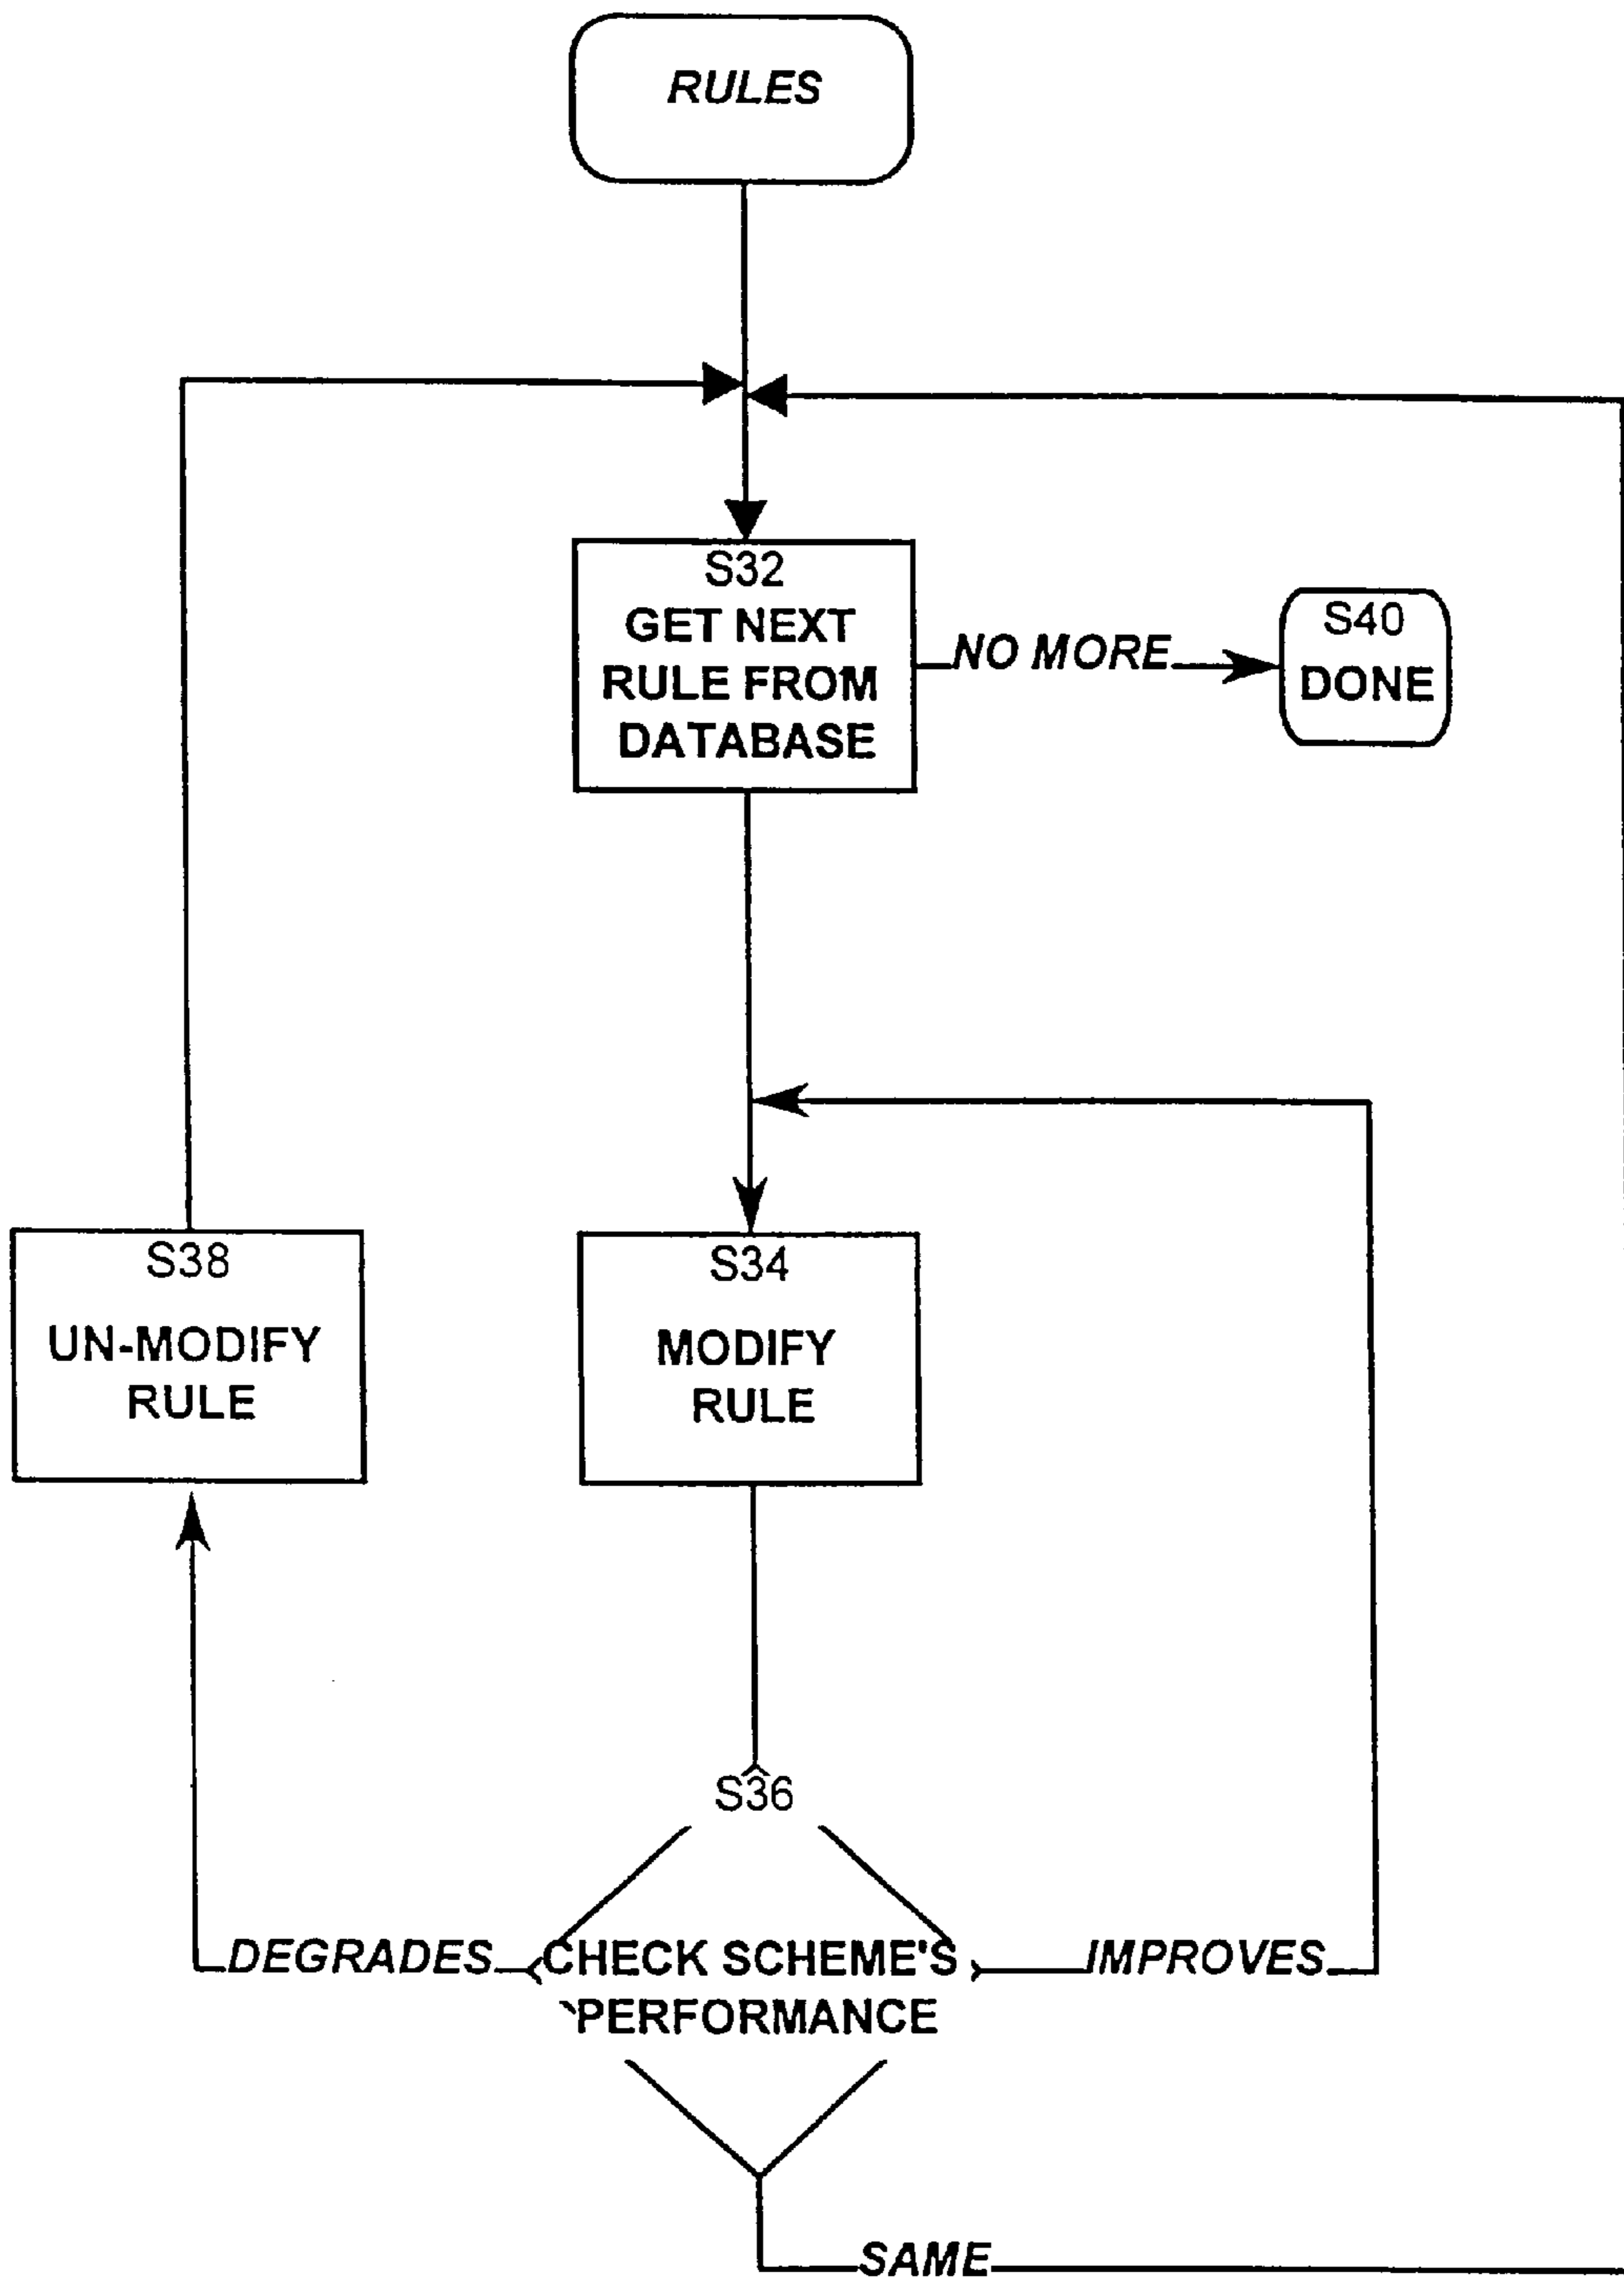 RULES
S32
GET NEXT
RULE FROM
DATABASE
NO MORE
S40
DONE
S38
UN-MODIFY
RULE
S34
MODIFY
RULE
S36
DEGRADES
CHECK SCHEME'S
PERFORMANCE
IMPROVES
SAME